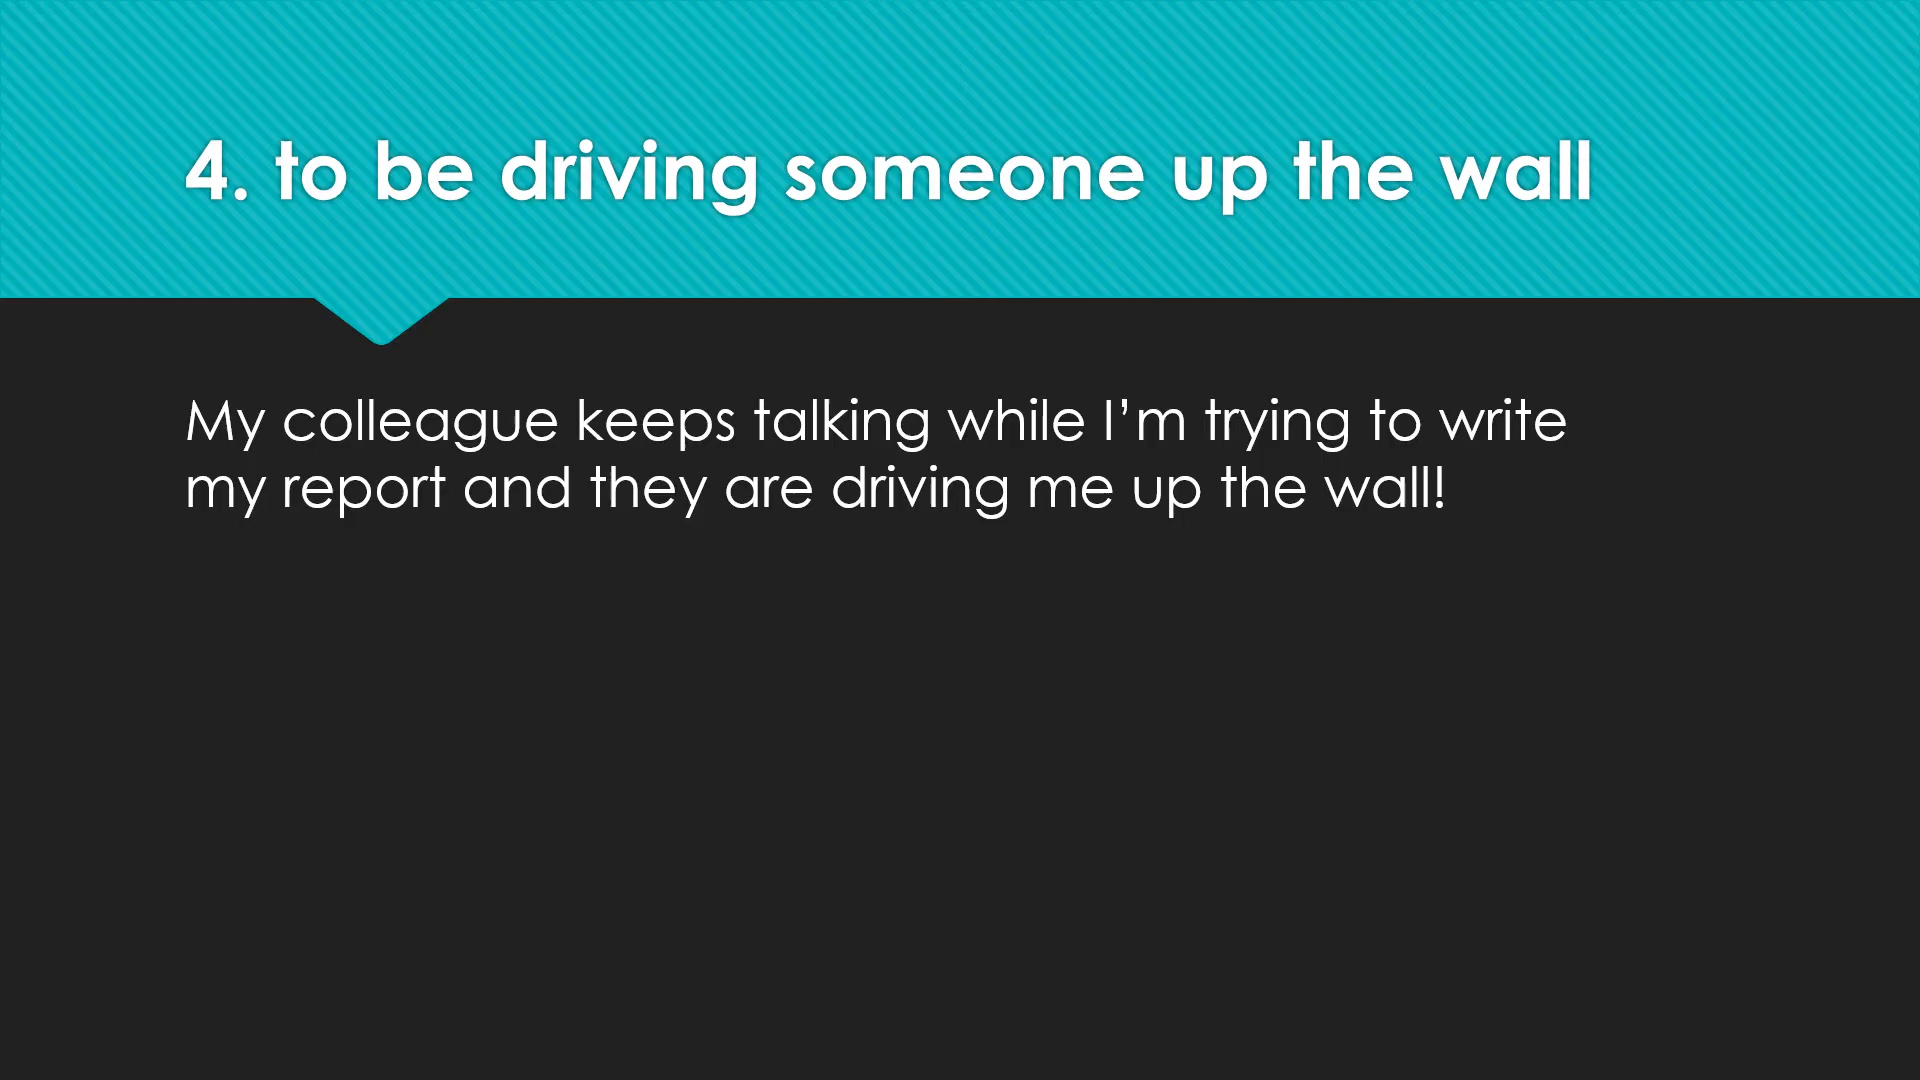 4. to be driving someone up the wall
My colleague keeps talking while I’m trying to write
my report and they are driving me up the wall!